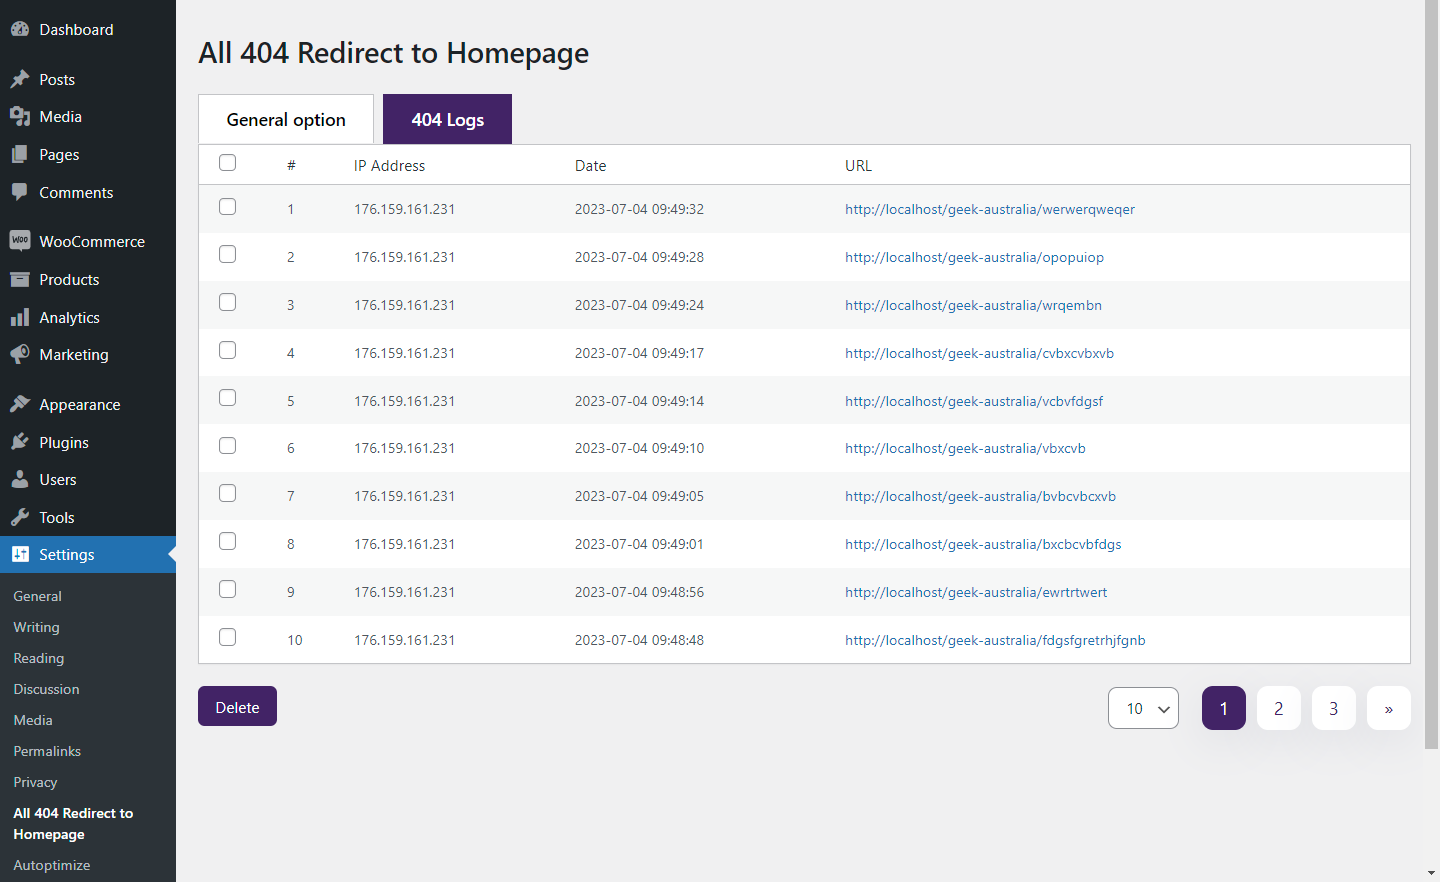 Dashboard
Posts
Media
Pages
Comments
WooCommerce
Products
Analytics
Marketing
Appearance
Plugins
Users
Tools
Settings
General
Writing
Reading
Discussion
Media
Permalinks
Privacy
All 404 Redirect to
Homepage
Autoptimize
All 404 Redirect to Homepage
General option 404 Logs
# IP Address Date URL
1 176.159.161.231 2023-07-04 09:49:32 http://localhost/geek-australia/werwerqweqer
2 176.159.161.231 2023-07-04 09:49:28 http://localhost/geek-australia/opopuiop
3 176.159.161.231 2023-07-04 09:49:24 http://localhost/geek-australia/wrqembn
4 176.159.161.231 2023-07-04 09:49:17 http://localhost/geek-australia/cvbxcvbxvb
5 176.159.161.231 2023-07-04 09:49:14 http://localhost/geek-australia/vcbvfdgsf
6 176.159.161.231 2023-07-04 09:49:10 http://localhost/geek-australia/vbxcvb
7 176.159.161.231 2023-07-04 09:49:05 http://localhost/geek-australia/bvbcvbcxvb
8 176.159.161.231 2023-07-04 09:49:01 http://localhost/geek-australia/bxcbcvbfdgs
9 176.159.161.231 2023-07-04 09:48:56 http://localhost/geek-australia/ewrtrtwert
10 176.159.161.231 2023-07-04 09:48:48 http://localhost/geek-australia/fdgsfgretrhjfgnb
Delete 10 1 2 3 »